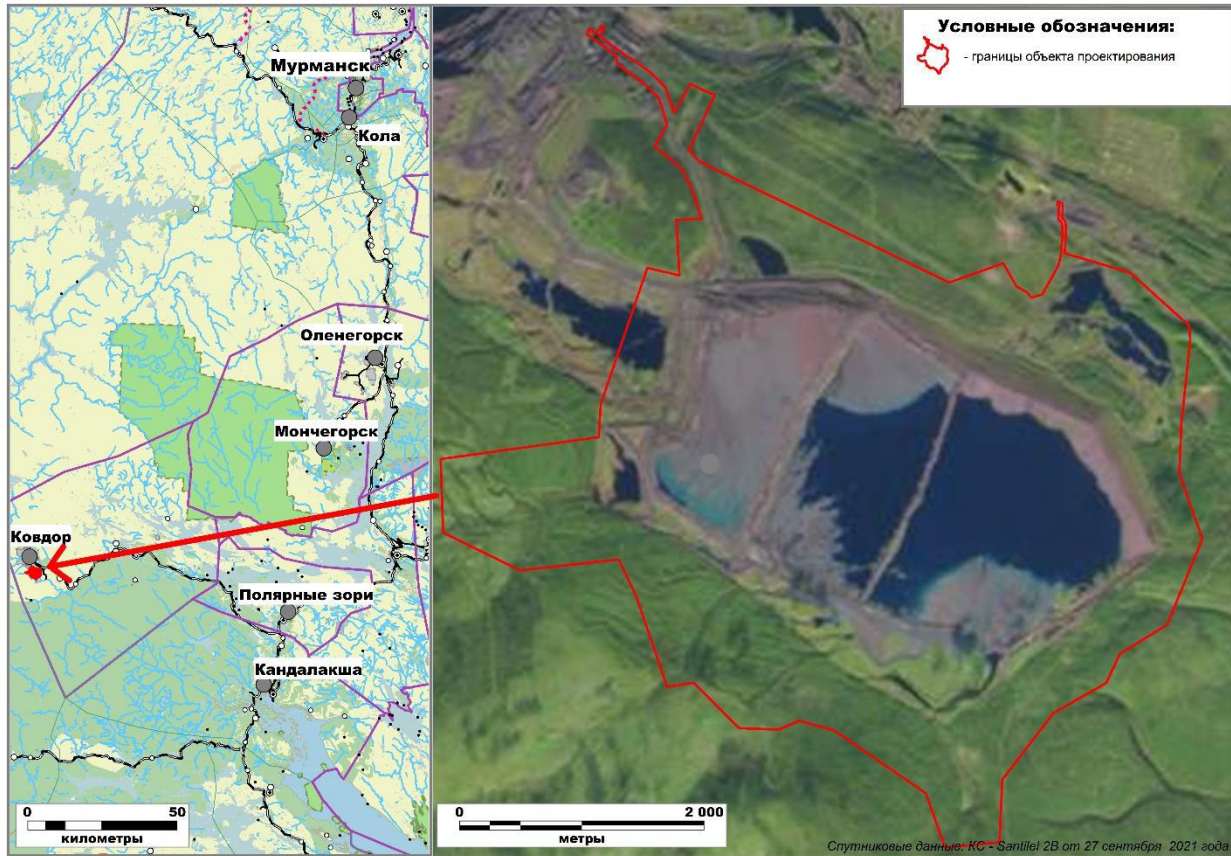 Мурманск
Кола
Оленегорск
Мончегорск
Ковдор
Полярные зори
Кандалакша
0 50
километры
Условные обозначения:
- границы объекта проектирования
0 2 000
метры
Спутниковые данные: КС - Santilel 2B от 27 сентября 2021 года